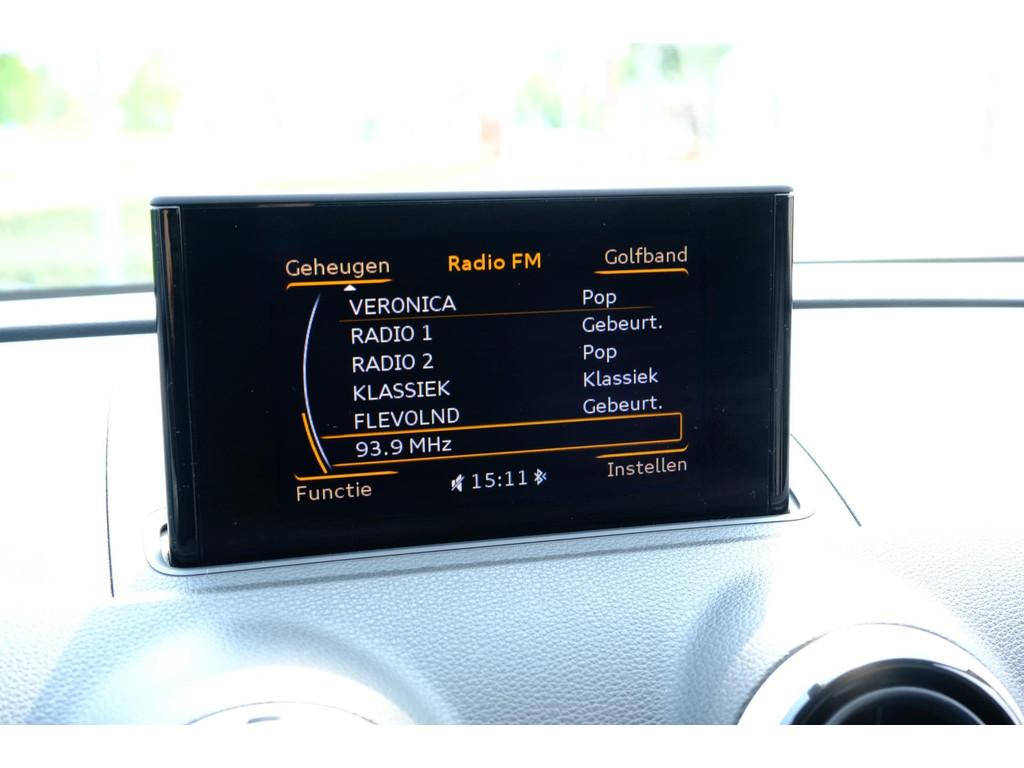 Geheugen Radio FM Golfband
VERONICA Pop
RADIO 1 Gebeurt.
RADIO 2 Pop
KLASSIEK Klassiek
FLEVOLND Gebeurt.
93.9 MHz
Functie 15:11 Instellen